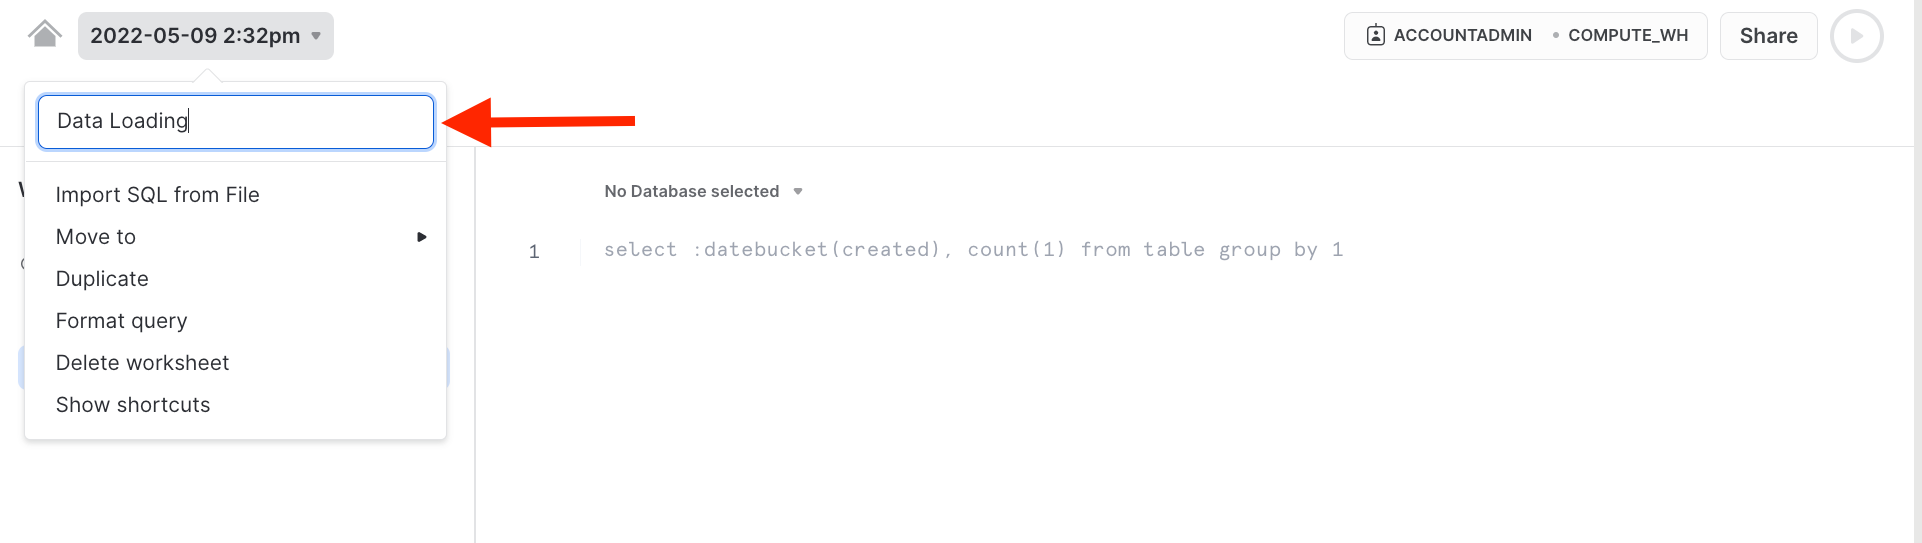 2022-05-09 2:32pm
ACCOUNTADMIN • COMPUTE_WH
Share
Data Loading
Import SQL from File
Move to
Duplicate
Format query
Delete worksheet
Show shortcuts
No Database selected
1
select :datebucket(created), count(1) from table group by 1